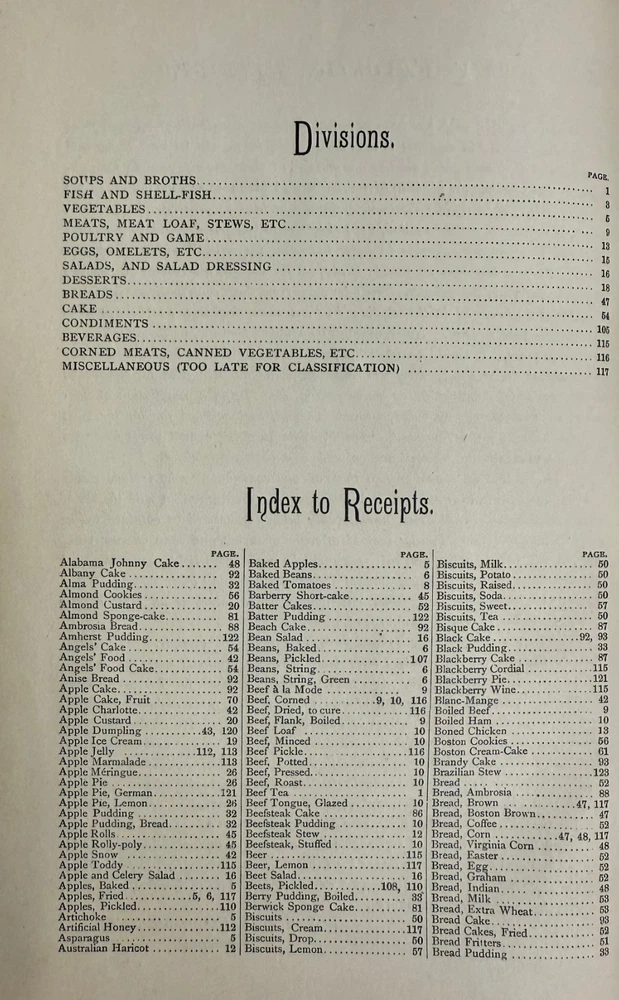 Divisions.
PAGE.
SOUPS AND BROTHS 1
FISH AND SHELL-FISH 3
VEGETABLES 5
MEATS, MEAT LOAF, STEWS, ETC 9
POULTRY AND GAME 13
EGGS, OMELETS, ETC 15
SALADS, AND SALAD DRESSING 16
DESSERTS 18
BREADS 47
CAKE 54
CONDIMENTS 105
BEVERAGES 115
CORNED MEATS, CANNED VEGETABLES, ETC 116
MISCELLANEOUS (TOO LATE FOR CLASSIFICATION) 117
Index to Receipts.
PAGE.
Alabama Johnny Cake 48
Albany Cake 92
Alma Pudding 32
Almond Cookies 56
Almond Custard 20
Almond Sponge-cake 81
Ambrosia Bread 88
Amherst Pudding 122
Angels' Cake 54
Angels' Food 42
Angels' Food Cake 54
Anise Bread 92
Apple Cake 92
Apple Cake, Fruit 70
Apple Charlotte 42
Apple Custard 20
Apple Dumpling 43, 120
Apple Ice Cream 19
Apple Jelly 112, 113
Apple Marmalade 113
Apple Méringue 26
Apple Pie 26
Apple Pie, German 121
Apple Pie, Lemon 26
Apple Pudding 32
Apple Pudding, Bread 32
Apple Rolls 45
Apple Rolly-poly 45
Apple Snow 42
Apple Toddy 115
Apple and Celery Salad 16
Apples, Baked 5
Apples, Fried 5, 6, 117
Apples, Pickled 110
Artichoke 5
Artificial Honey 112
Asparagus 5
Australian Haricot 12
PAGE.
Baked Apples 5
Baked Beans 6
Baked Tomatoes 8
Barberry Short-cake 45
Batter Cakes 52
Batter Pudding 122
Beach Cake 92
Bean Salad 16
Beans, Baked 6
Beans, Pickled 107
Beans, String 6
Beans, String, Green 6
Beef à la Mode 9
Beef, Corned 9, 10, 116
Beef, Dried, to cure 116
Beef, Flank, Boiled 9
Beef Loaf 10
Beef, Minced 10
Beef Pickle 116
Beef, Potted 10
Beef, Pressed 10
Beef, Roast 10
Beef Tea 1
Beef Tongue, Glazed 10
Beefsteak Cake 86
Beefsteak Pudding 10
Beefsteak Stew 12
Beefsteak, Stuffed 10
Beer 115
Beer, Lemon 117
Beet Salad 16
Beets, Pickled 108, 110
Berry Pudding, Boiled 33
Berwick Sponge Cake 81
Biscuits 50
Biscuits, Cream 117
Biscuits, Drop 50
Biscuits, Lemon 57
PAGE.
Biscuits, Milk 50
Biscuits, Potato 50
Biscuits, Raised 50
Biscuits, Soda 50
Biscuits, Sweet 57
Biscuits, Tea 50
Bisque Cake 87
Black Cake 92, 93
Black Pudding 33
Blackberry Cake 87
Blackberry Cordial 115
Blackberry Pie 121
Blackberry Wine 115
Blanc-Mange 42
Boiled Beef 9
Boiled Ham 10
Boned Chicken 13
Boston Cookies 56
Boston Cream-Cake 61
Brandy Cake 93
Brazilian Stew 123
Bread 52
Bread, Ambrosia 88
Bread, Brown 47, 117
Bread, Boston Brown 47
Bread, Coffee 52
Bread, Corn 47, 48, 117
Bread, Virginia Corn 48
Bread, Easter 52
Bread, Egg 52
Bread, Graham 52
Bread, Indian 48
Bread, Milk 53
Bread, Extra Wheat 53
Bread Cake 93
Bread Cakes, Fried 52
Bread Fritters 51
Bread Pudding 33